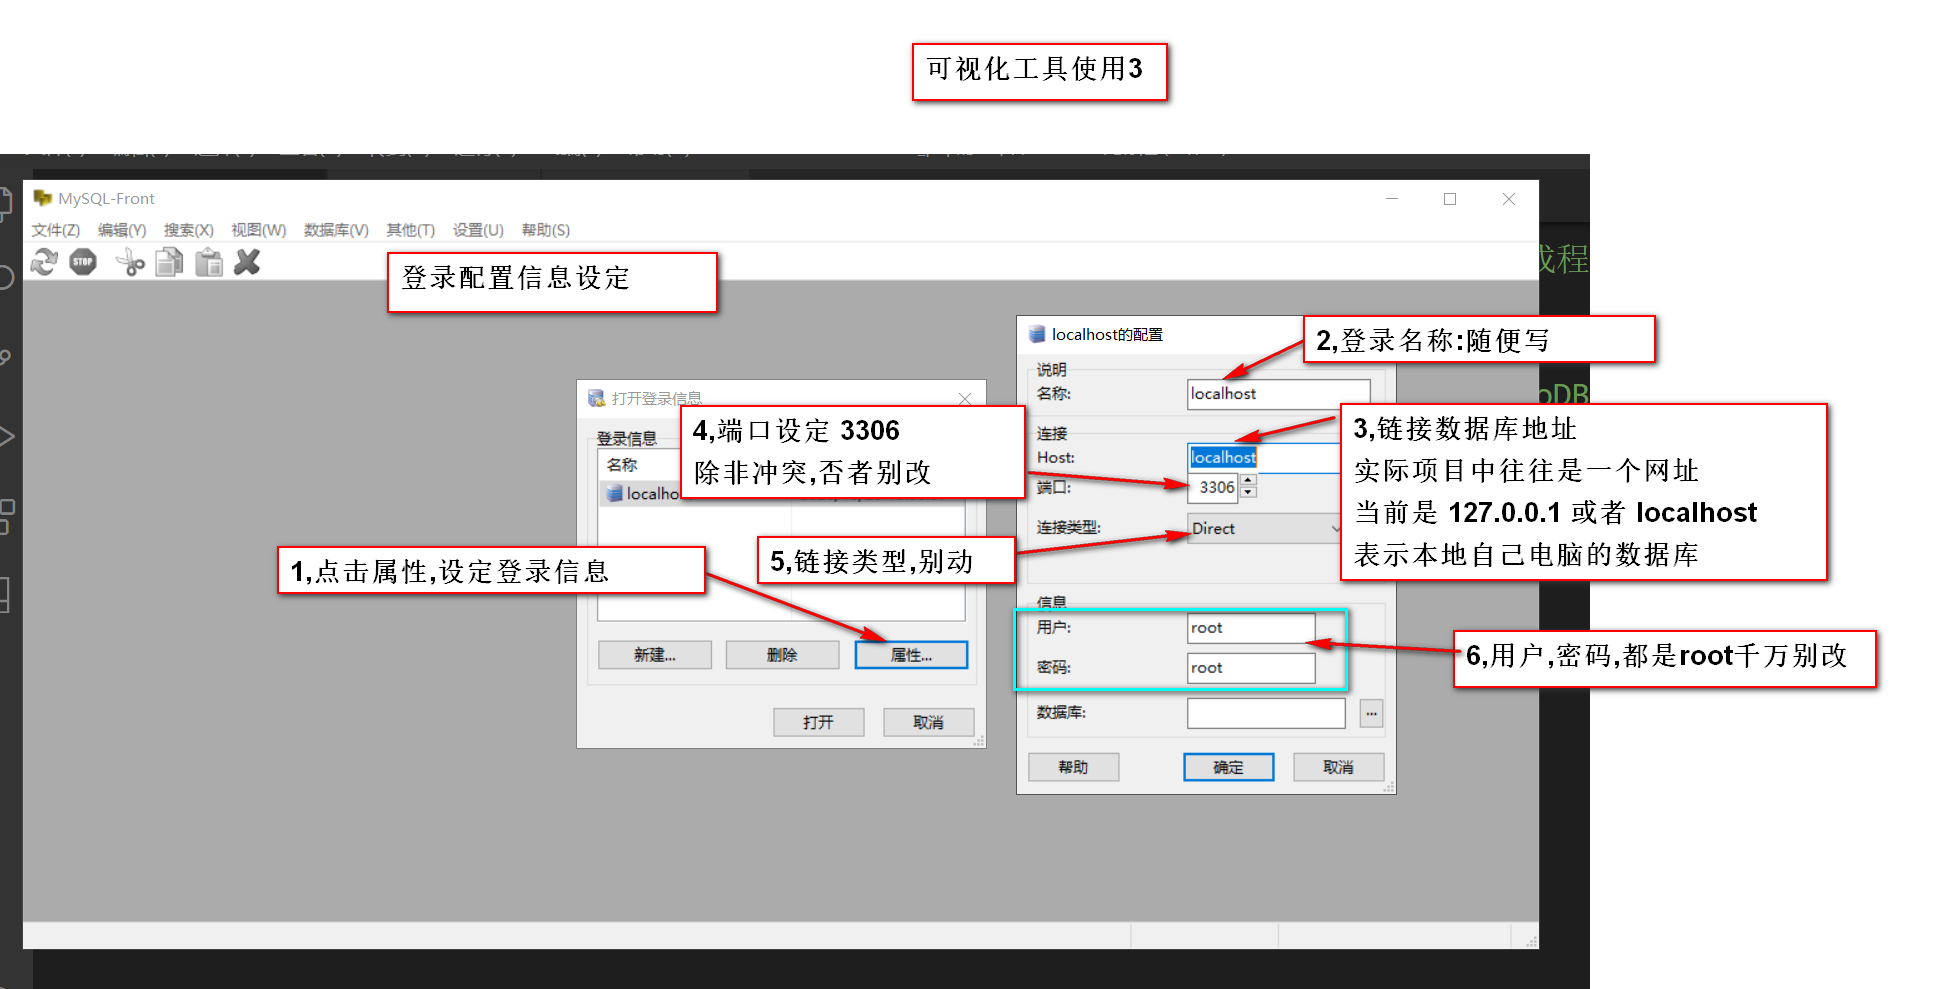 可视化工具使用3
MySQL-Front
文件(Z) 编辑(Y) 搜索(X) 视图(W) 数据库(V) 其他(T) 设置(U) 帮助(S)
STOP
登录配置信息设定
戏程
oDB
localhost的配置
2,登录名称:随便写
说明
名称:
localhost
打开登录信息
登录信息
名称
localho
4,端口设定 3306
除非冲突,否者别改
连接
Host:
localhost
端口:
3306
连接类型:
Direct
3,链接数据库地址
实际项目中往往是一个网址
当前是 127.0.0.1 或者 localhost
表示本地自己电脑的数据库
1,点击属性,设定登录信息
5,链接类型,别动
信息
用户:
root
密码:
root
6,用户,密码,都是root千万别改
新建...
删除
属性...
数据库:
...
打开
取消
帮助
确定
取消